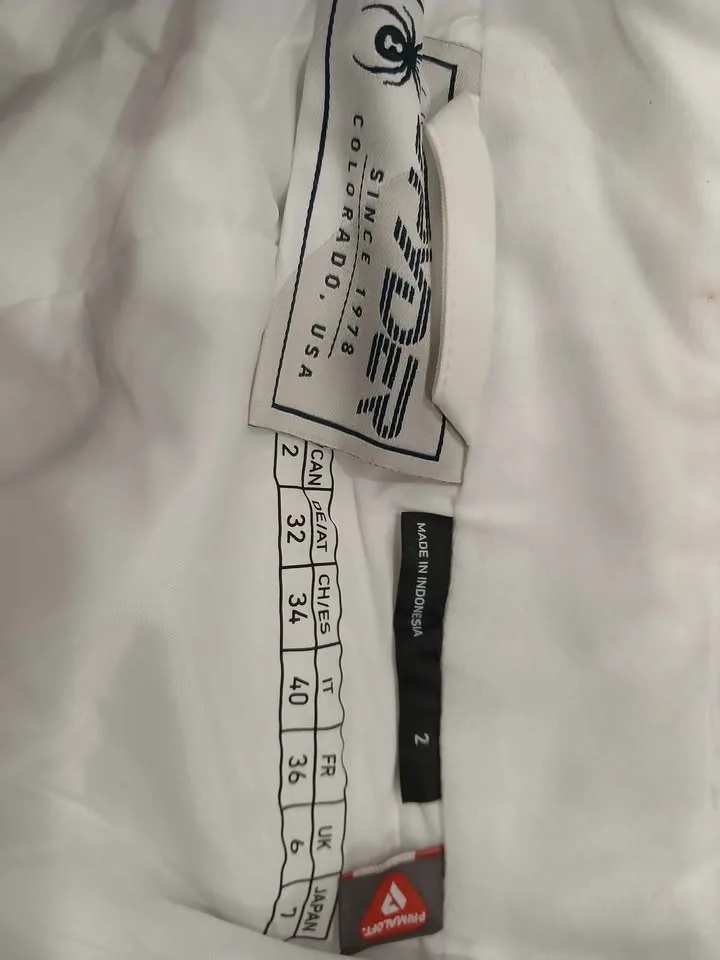 SPYDER
SINCE 1978
COLORADO, USA
CAN DE/AT CH/ES IT FR UK JAPAN
2 32 34 40 36 6 7
MADE IN INDONESIA 2
PRIMALOFT